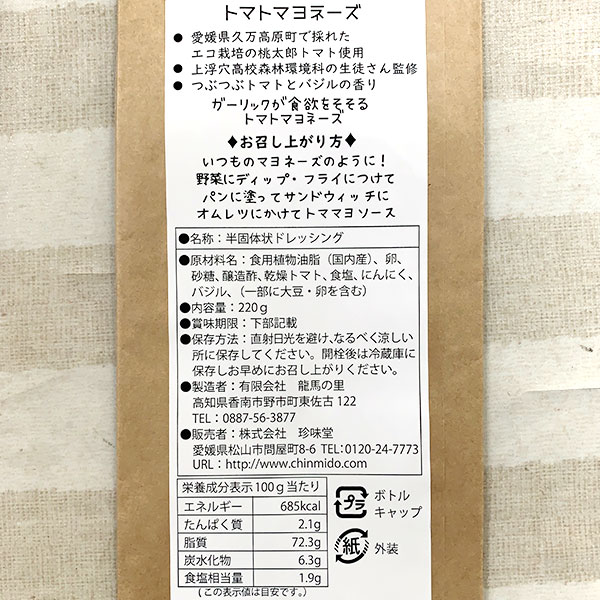 トマトマヨネーズ
● 愛媛県久万高原町で採れた
エコ栽培の桃太郎トマト使用
● 上浮穴高校森林環境科の生徒さん監修
● つぶつぶトマトとバジルの香り
ガーリックが食欲をそそる
トマトマヨネーズ
♦お召し上がり方♦
いつものマヨネーズのように!
野菜にディップ・フライにつけて
パンに塗ってサンドウィッチに
オムレツにかけてトママヨソース
●名称:半固体状ドレッシング
●原材料名:食用植物油脂(国内産)、卵、
砂糖、醸造酢、乾燥トマト、食塩、にんにく、
バジル、(一部に大豆・卵を含む)
●内容量:220g
●賞味期限:下部記載
●保存方法:直射日光を避け、なるべく涼しい
所に保存してください。開栓後は冷蔵庫に
保存しお早めにお召し上がりください。
●製造者:有限会社 龍馬の里
高知県香南市野市町東佐古122
TEL:0887-56-3877
●販売者:株式会社 珍味堂
愛媛県松山市問屋町8-6 TEL:0120-24-7773
URL:http://www.chinmido.com
栄養成分表示100g当たり
エネルギー 685kcal
たんぱく質 2.1g
脂質 72.3g
炭水化物 6.3g
食塩相当量 1.9g
(この表示値は目安です。)
プラ ボトル
キャップ
紙 外装